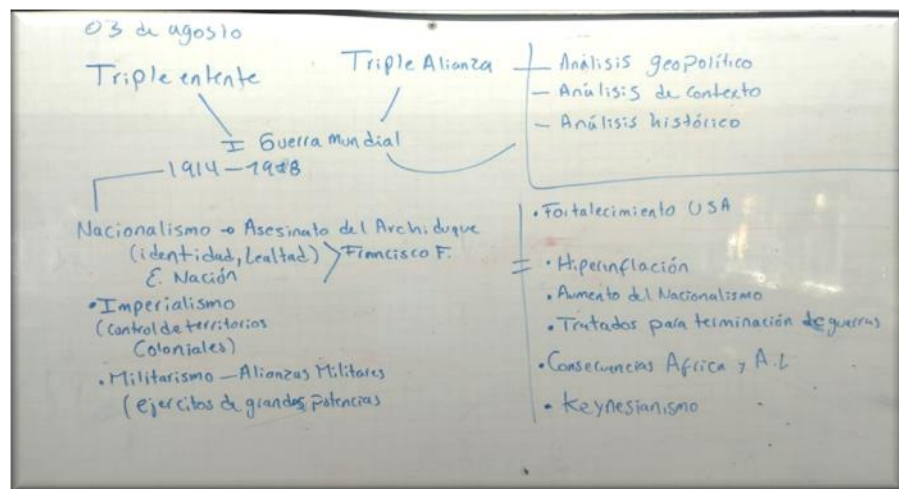 03 de agosto
Triple entente
Triple Alianza
I Guerra mundial
1914 – 1918
– Análisis geopolítico
– Análisis de contexto
– Análisis histórico
Nacionalismo → Asesinato del Archiduque
(identidad, Lealtad) > Francisco F.
E. Nación
• Imperialismo
(control de territorios
Coloniales)
• Militarismo – Alianzas Militares
(ejercitos de grandes potencias
• Fortalecimiento USA
• Hiperinflación
• Aumento del Nacionalismo
• Tratados para terminación de guerras
• Consecuencias Africa y A.L
• Keynesianismo